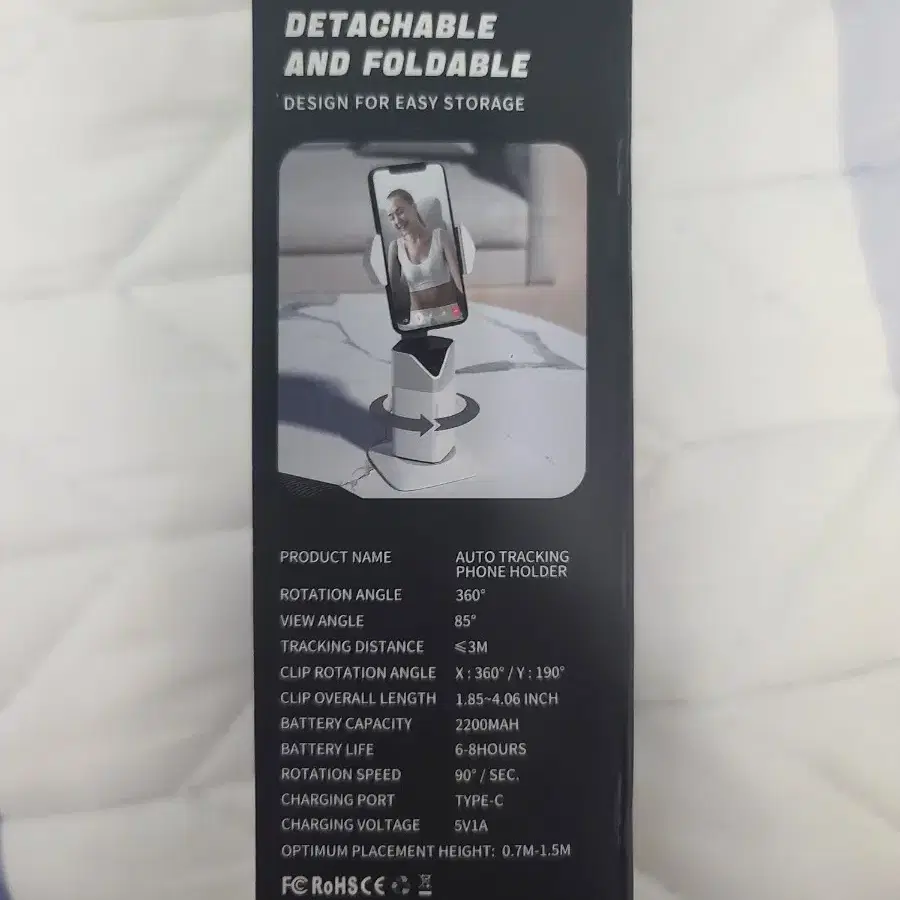 DETACHABLE
AND FOLDABLE
DESIGN FOR EASY STORAGE
PRODUCT NAME AUTO TRACKING
PHONE HOLDER
ROTATION ANGLE 360°
VIEW ANGLE 85°
TRACKING DISTANCE ⩽3M
CLIP ROTATION ANGLE X : 360° / Y : 190°
CLIP OVERALL LENGTH 1.85~4.06 INCH
BATTERY CAPACITY 2200MAH
BATTERY LIFE 6-8HOURS
ROTATION SPEED 90° / SEC.
CHARGING PORT TYPE-C
CHARGING VOLTAGE 5V1A
OPTIMUM PLACEMENT HEIGHT: 0.7M-1.5M
FC RoHS CE